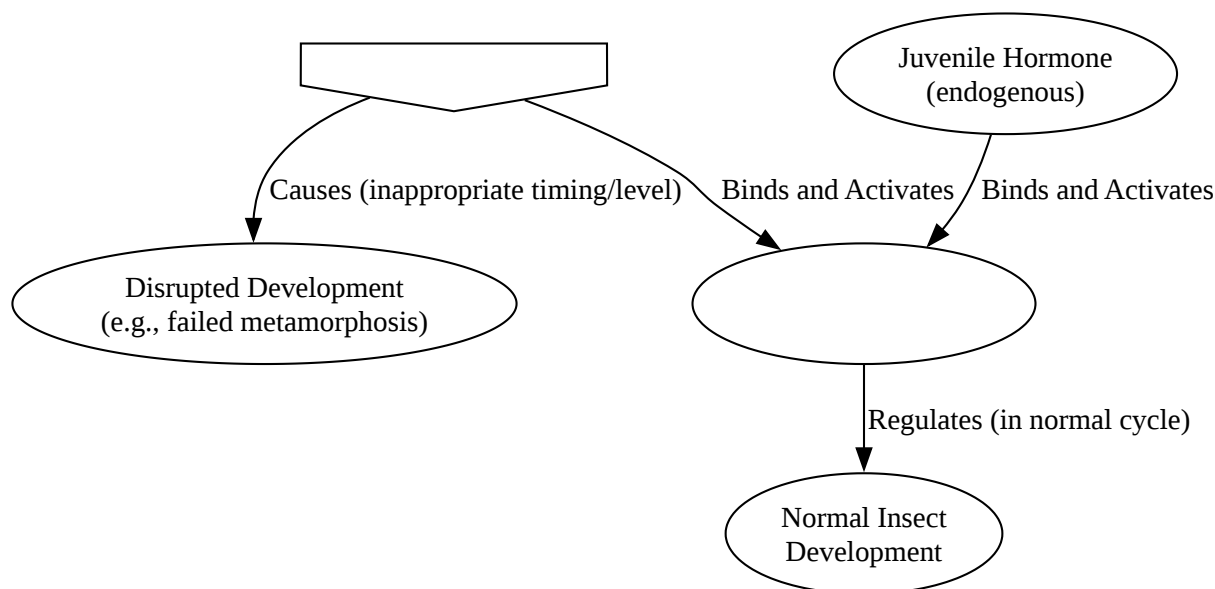 Juvenile Hormone
(endogenous)
Causes (inappropriate timing/level)
Binds and Activates
Binds and Activates
Disrupted Development
(e.g., failed metamorphosis)
Regulates (in normal cycle)
Normal Insect
Development